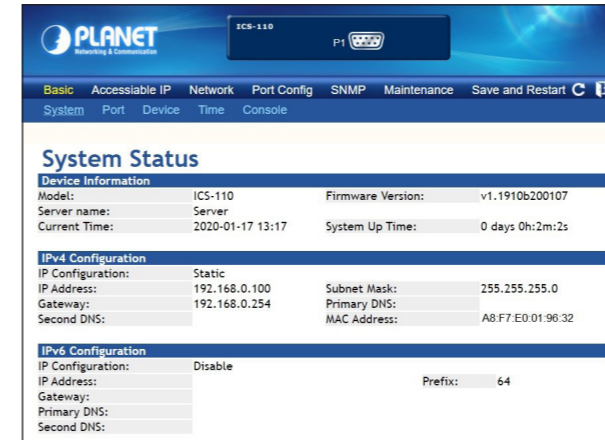 PLANET
Networking & Communication
ICS-110
P1
Basic Accessiable IP Network Port Config SNMP Maintenance Save and Restart
System Port Device Time Console
System Status
Device Information
Model: ICS-110 Firmware Version: v1.1910b200107
Server name: Server
Current Time: 2020-01-17 13:17 System Up Time: 0 days 0h:2m:2s
IPv4 Configuration
IP Configuration: Static
IP Address: 192.168.0.100 Subnet Mask: 255.255.255.0
Gateway: 192.168.0.254 Primary DNS:
Second DNS: MAC Address: A8:F7:E0:01:96:32
IPv6 Configuration
IP Configuration: Disable
IP Address: Prefix: 64
Gateway:
Primary DNS:
Second DNS: